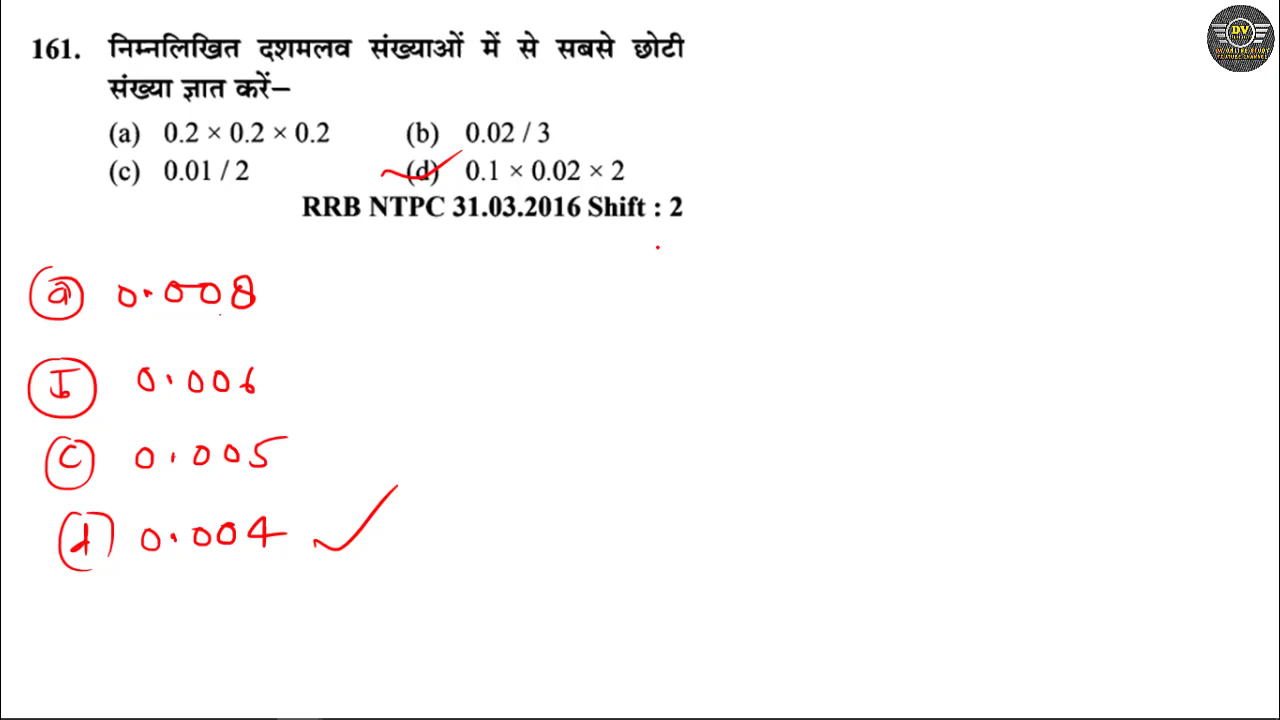 161. निम्नलिखित दशमलव संख्याओं में से सबसे छोटी
संख्या ज्ञात करें–
(a) 0.2 × 0.2 × 0.2 (b) 0.02 / 3
(c) 0.01 / 2 (d) 0.1 × 0.02 × 2
RRB NTPC 31.03.2016 Shift : 2
DV
(a) 0.008
0.006
(c) 0.005
(d) 0.004